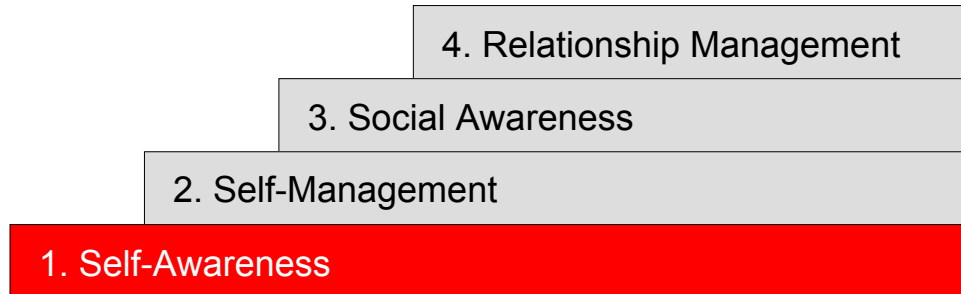 4. Relationship Management
3. Social Awareness
2. Self-Management
1. Self-Awareness